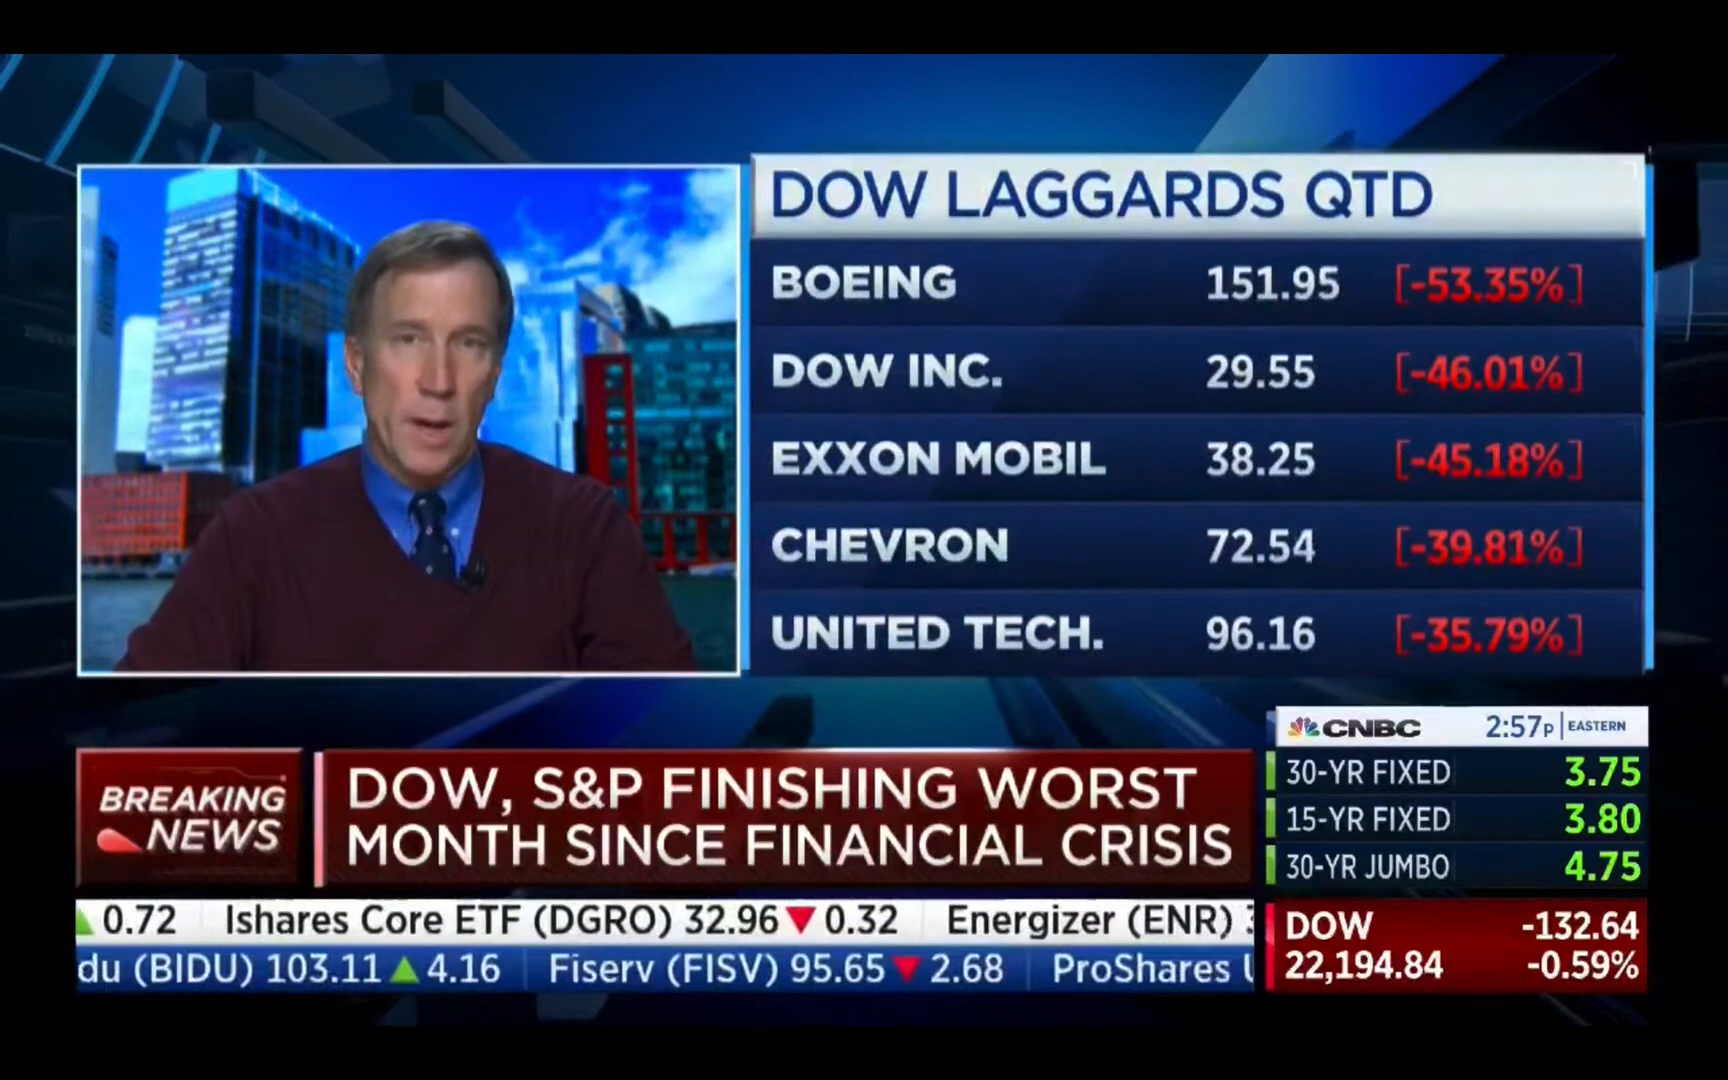 DOW LAGGARDS QTD
BOEING 151.95 [-53.35%]
DOW INC. 29.55 [-46.01%]
EXXON MOBIL 38.25 [-45.18%]
CHEVRON 72.54 [-39.81%]
UNITED TECH. 96.16 [-35.79%]
CNBC 2:57P EASTERN
30-YR FIXED 3.75
15-YR FIXED 3.80
30-YR JUMBO 4.75
BREAKING
NEWS
DOW, S&P FINISHING WORST
MONTH SINCE FINANCIAL CRISIS
▲ 0.72 Ishares Core ETF (DGRO) 32.96 ▼ 0.32 Energizer (ENR) 3
du (BIDU) 103.11 ▲ 4.16 Fiserv (FISV) 95.65 ▼ 2.68 ProShares
DOW -132.64
22,194.84 -0.59%